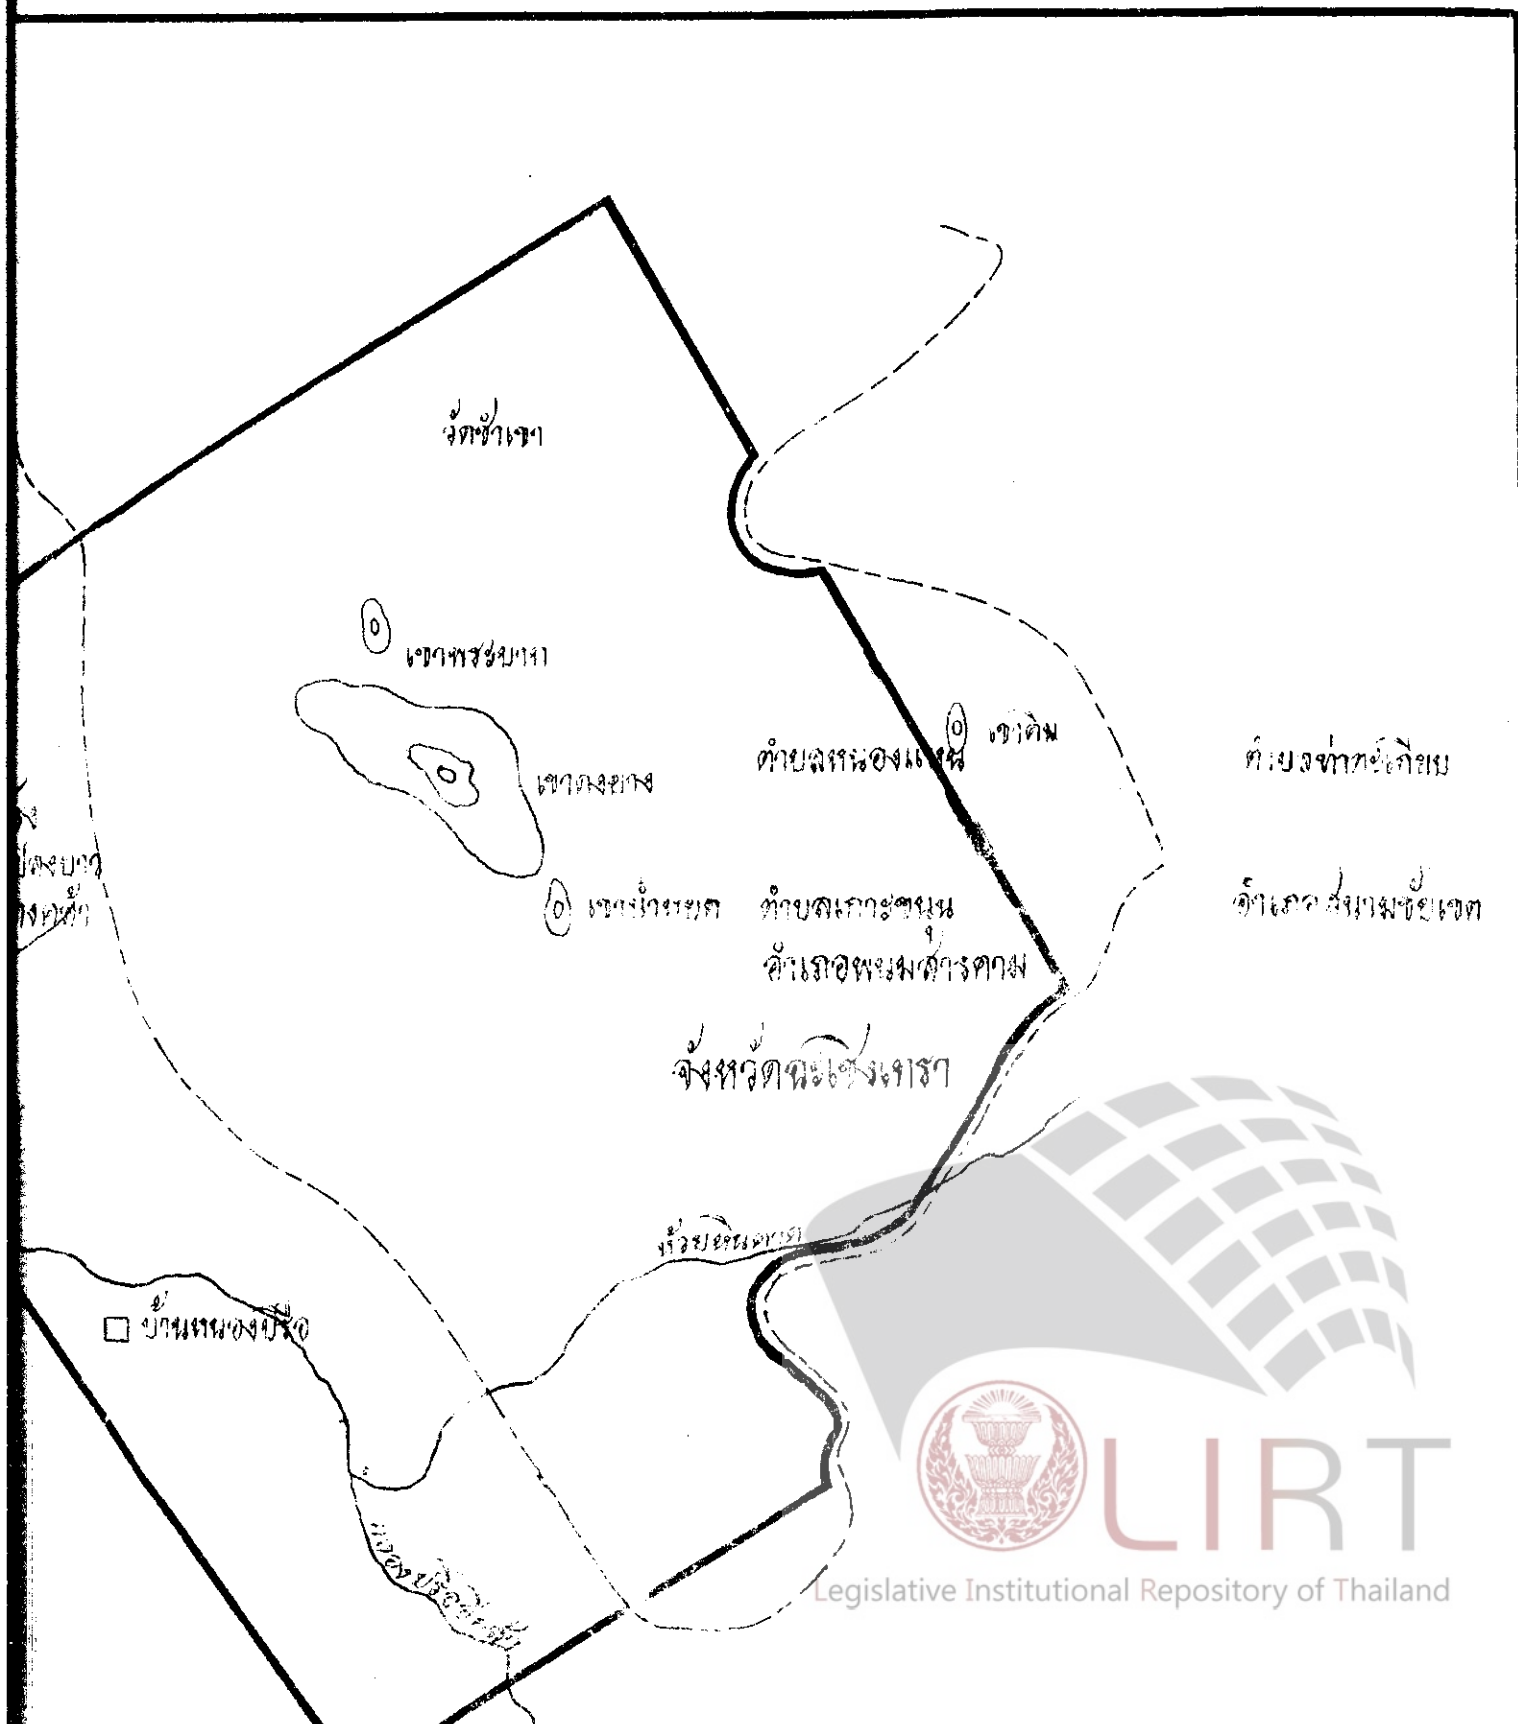 วัดชำเขา
เขาพระบาท
เขาดงยาง
ตำบลหนองแหน
เขาดิน
ตำบลท่าตะเกียบ
เขาน้ำหยด
ตำบลเกาะขนุน
อำเภอพนมสารคาม
อำเภอสนามชัยเขต
จังหวัดฉะเชิงเทรา
ห้วยหินดาด
บ้านหนองปรือ
LIRT
Legislative Institutional Repository of Thailand